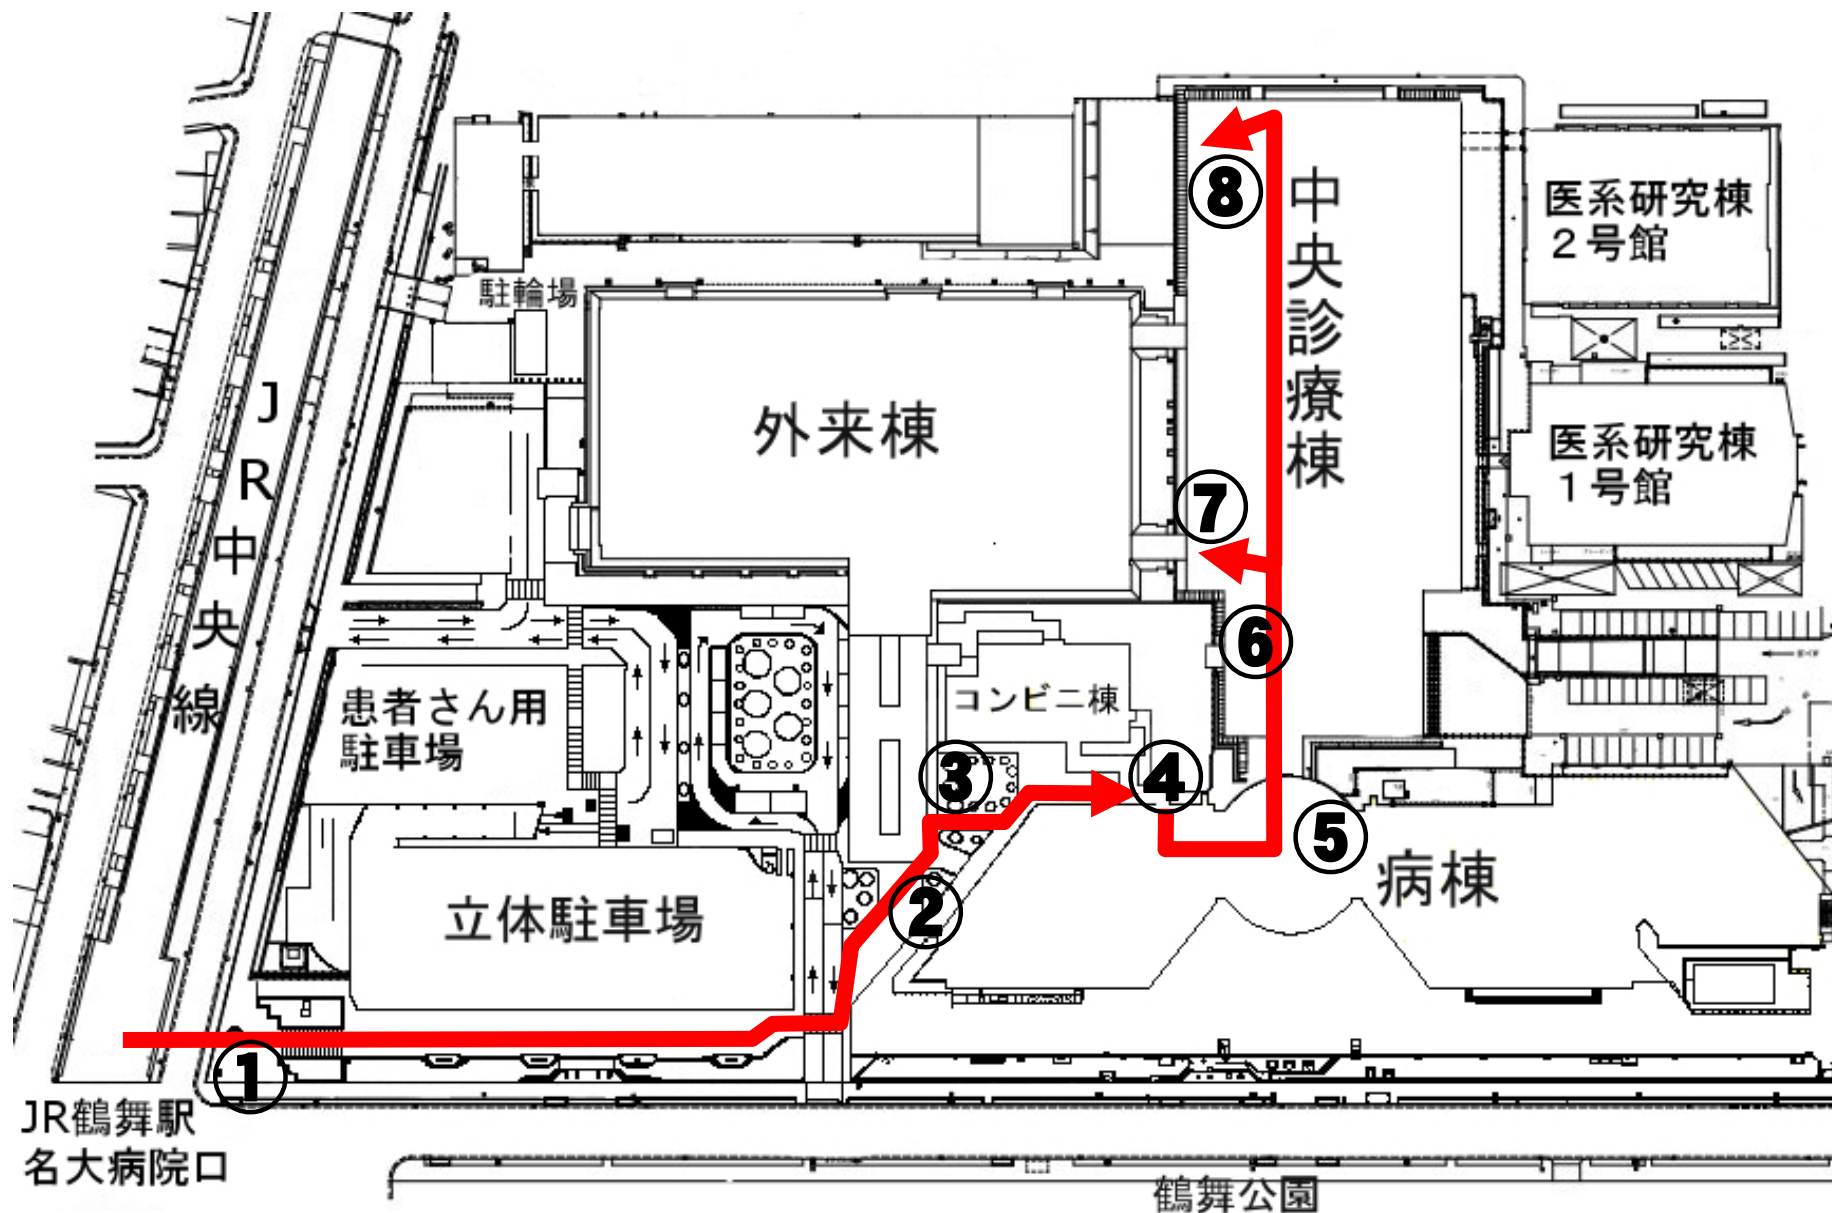 ⑧
中央診療棟
医系研究棟
２号館
駐輪場
JR中央線
外来棟
医系研究棟
１号館
⑦
⑥
患者さん用
駐車場
コンビニ棟
③
④
⑤
病棟
②
立体駐車場
①
JR鶴舞駅
名大病院口
鶴舞公園